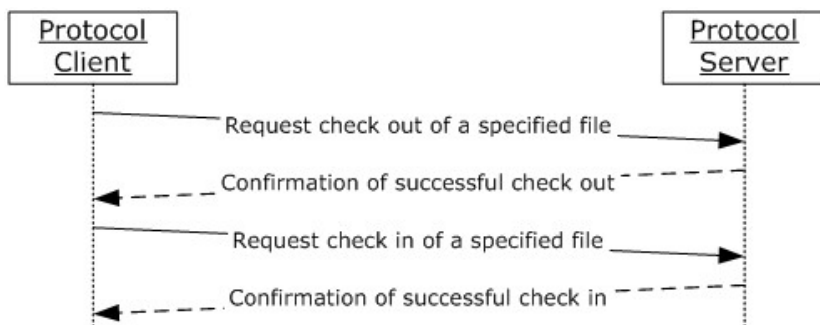 Protocol
Client
Protocol
Server
Request check out of a specified file
Confirmation of successful check out
Request check in of a specified file
Confirmation of successful check in